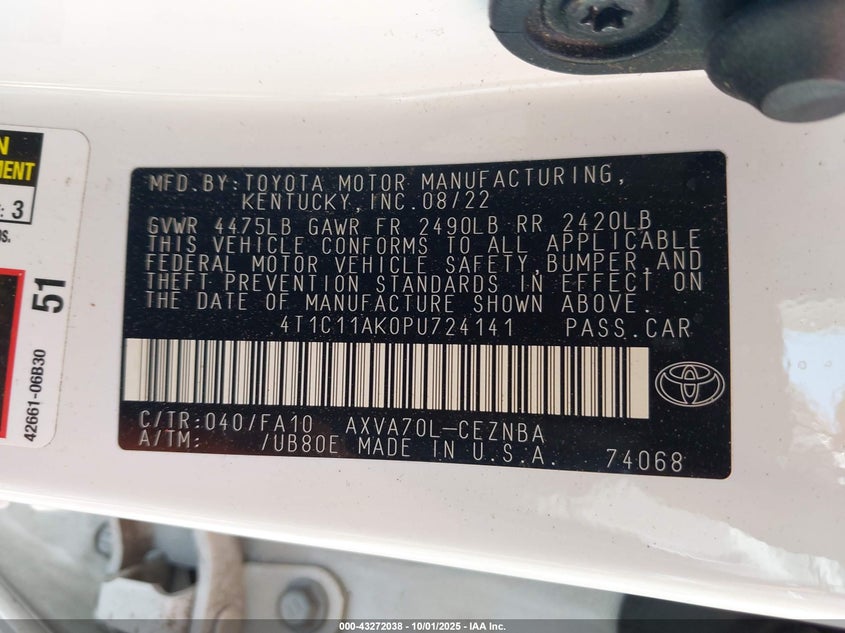 MFD.BY:TOYOTA MOTOR MANUFACTURING,
KENTUCKY,INC.08/22
GVWR 4475LB GAWR FR 2490LB RR 2420LB
THIS VEHICLE CONFORMS TO ALL APPLICABLE
FEDERAL MOTOR VEHICLE SAFETY,BUMPER,AND
THEFT PREVENTION STANDARDS IN EFFECT ON
THE DATE OF MANUFACTURE SHOWN ABOVE.
4T1C11AK0PU724141 PASS.CAR
C/TR:040/FA10 AXVA70L-CEZNBA
A/TM: /UB80E MADE IN U.S.A. 74068
3
51
42661-06B30
000-43272038 - 10/01/2025 - IAA Inc.